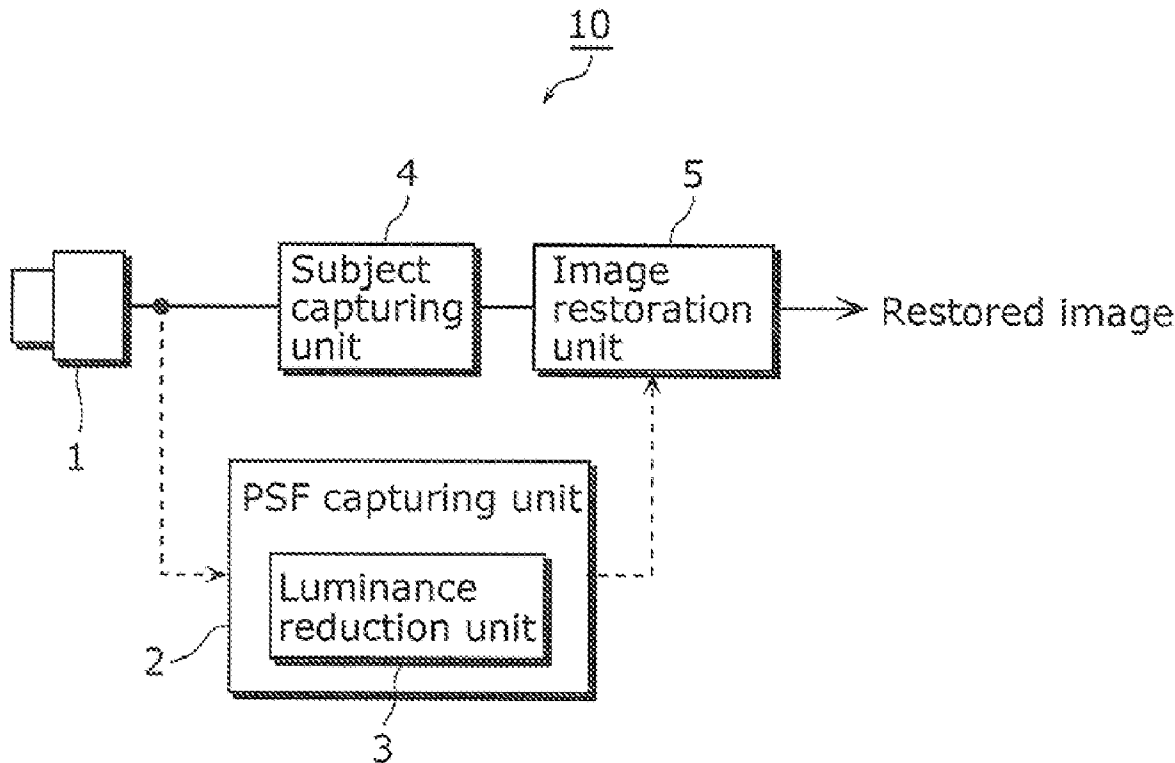 10
4
5
Subject
capturing
unit
Image
restoration
unit
Restored image
1
PSF capturing unit
Luminance
reduction unit
2
3